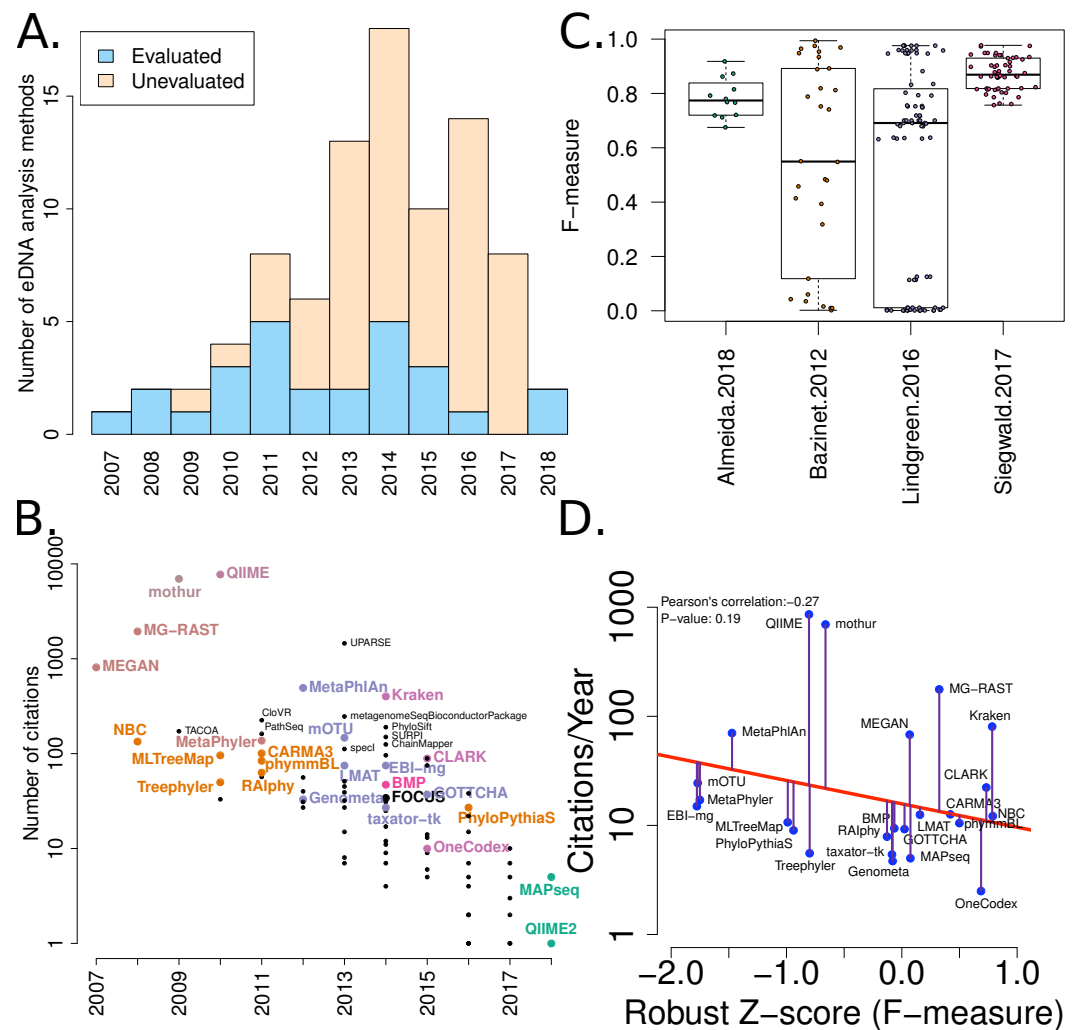 A.
Evaluated
Unevaluated
Number of eDNA analysis methods
0
5
10
15
2007
2008
2009
2010
2011
2012
2013
2014
2015
2016
2017
2018
C.
F−measure
0.0
0.2
0.4
0.6
0.8
1.0
Almeida.2018
Bazinet.2012
Lindgreen.2016
Siegwald.2017
B.
Number of citations
1
10
100
1000
10000
QIIME
mothur
MG−RAST
MEGAN
UPARSE
MetaPhlAn
Kraken
NBC
TACOA
CloVR
PathSeq
MetaPhyler
mOTU
metagenomeSeqBioconductorPackage
PhyloSift
SURPI
ChainMapper
specI
MLTreeMap
CARMA3
phymmBL
CLARK
LMAT
EBI−mg
Treephyler
RAIphy
BMP
Genometa
FOCUS
GOTTCHA
taxator−tk
PhyloPythiaS
OneCodex
MAPseq
QIIME2
2007
2009
2011
2013
2015
2017
D.
Citations/Year
1
10
100
1000
Pearson's correlation:−0.27
P−value: 0.19
QIIME
mothur
MG−RAST
MetaPhlAn
MEGAN
Kraken
mOTU
CLARK
MetaPhyler
EBI−mg
CARMA3
NBC
MLTreeMap
BMP
LMAT
phymmBL
PhyloPythiaS
RAIphy
GOTTCHA
Treephyler
taxator−tk
MAPseq
Genometa
OneCodex
−2.0
−1.0
0.0
1.0
Robust Z−score (F−measure)